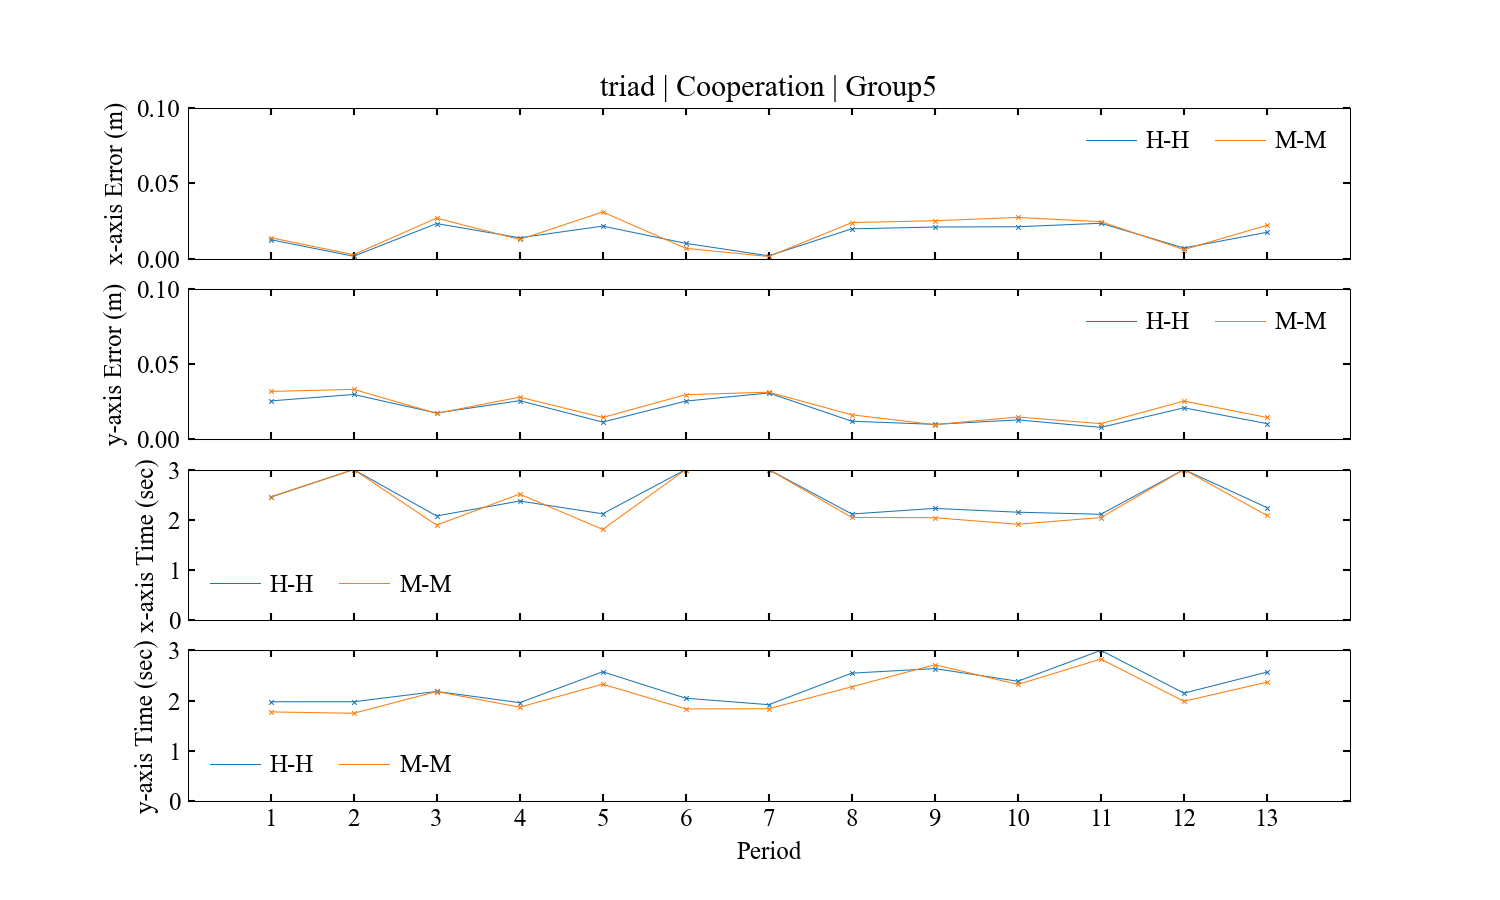 triad | Cooperation | Group5
x-axis Error (m)
0.10
0.05
0.00
H-H M-M
y-axis Error (m)
0.10
0.05
0.00
H-H M-M
x-axis Time (sec)
3
2
1
0
H-H M-M
y-axis Time (sec)
3
2
1
0
H-H M-M
1 2 3 4 5 6 7 8 9 10 11 12 13
Period